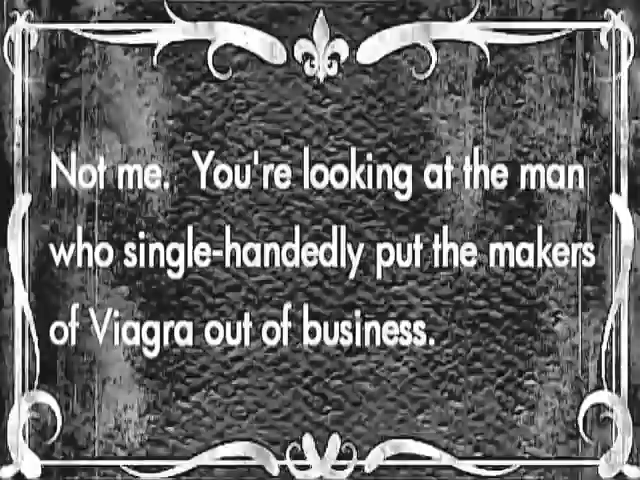 Not me.  You're looking at the man
who single-handedly put the makers
of Viagra out of business.